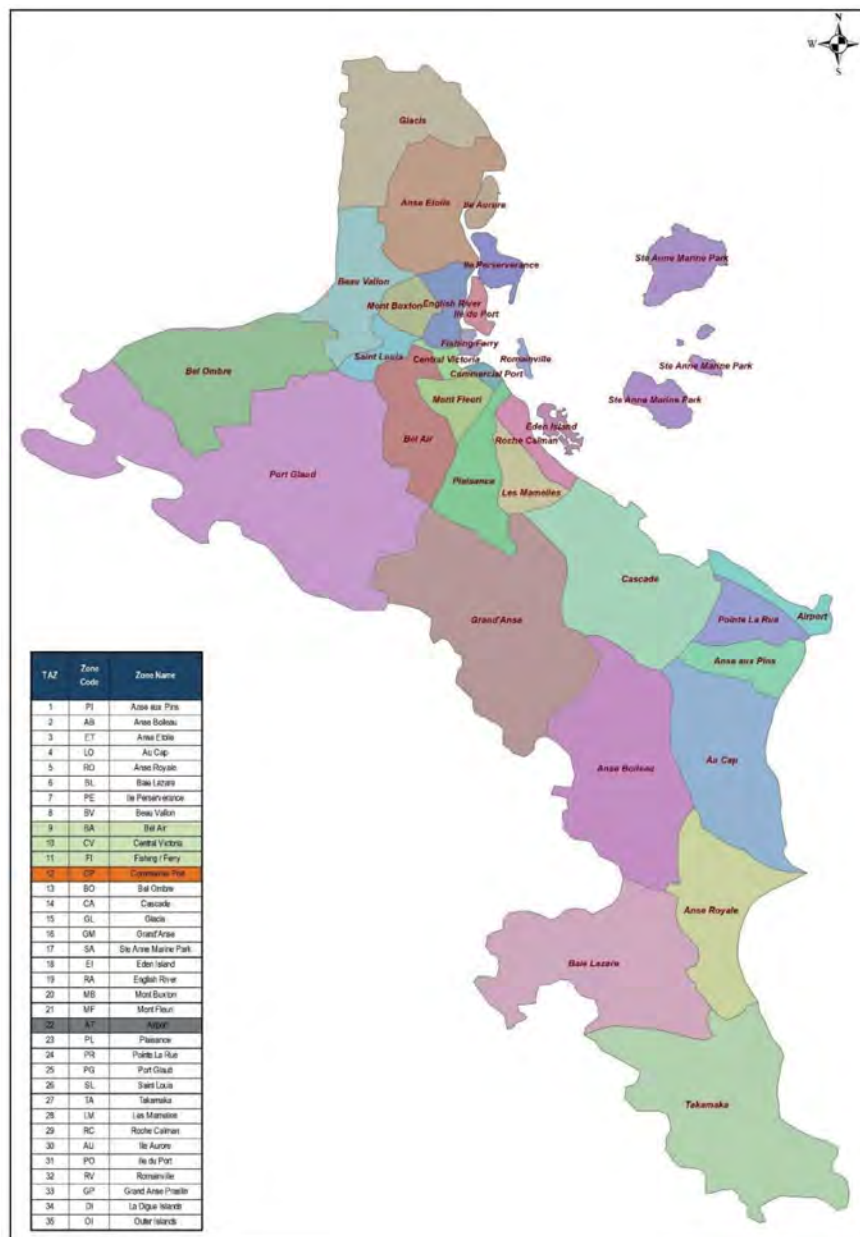 N
W E
S
Glacis
Anse Etoile
Ile Aurore
Ile Perserverance
Ste Anne Marine Park
Beau Vallon
Mont Buxton
English River
Ile du Port
Fishing/Ferry
Saint Louis
Central Victoria
Romainville
Ste Anne Marine Park
Bel Ombre
Commercial Port
Mont Fleuri
Ste Anne Marine Park
Eden Island
Bel Air
Roche Caiman
Port Glaud
Plaisance
Les Mamelles
Cascade
Grand'Anse
Pointe La Rue
Airport
Anse aux Pins
Au Cap
Anse Boileau
Anse Royale
Baie Lazare
Takamaka
TAZ Zone Code Zone Name
1 PI Anse aux Pins
2 AB Anse Boileau
3 ET Anse Etoile
4 LO Au Cap
5 RO Anse Royale
6 BL Baie Lazare
7 PE Ile Perserverance
8 BV Beau Vallon
9 BA Bel Air
10 CV Central Victoria
11 FI Fishing / Ferry
12 CP Commercial Port
13 BO Bel Ombre
14 CA Cascade
15 GL Glacis
16 GM Grand'Anse
17 SA Ste Anne Marine Park
18 EI Eden Island
19 RA English River
20 MB Mont Buxton
21 MF Mont Fleuri
22 AT Airport
23 PL Plaisance
24 PR Pointe La Rue
25 PG Port Glaud
26 SL Saint Louis
27 TA Takamaka
28 LM Les Mamelles
29 RC Roche Caiman
30 AU Ile Aurore
31 PO Ile du Port
32 RV Romainville
33 GP Grand Anse Praslin
34 DI La Digue Islands
35 OI Outer Islands